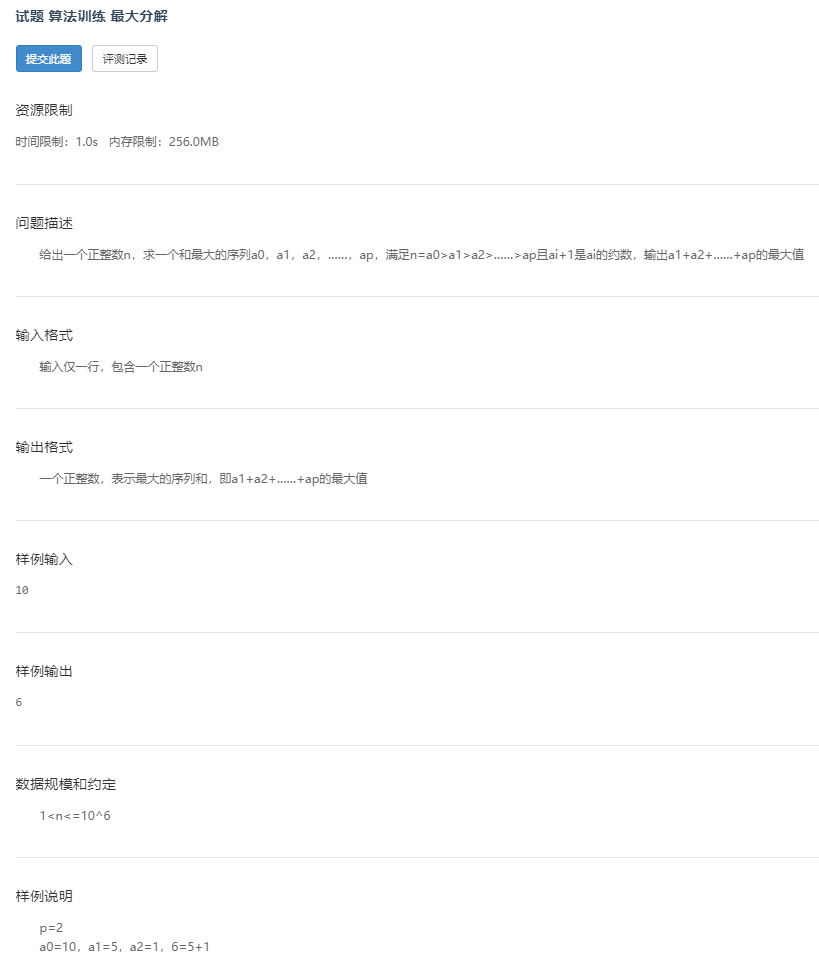 试题 算法训练 最大分解
提交此题 评测记录
资源限制
时间限制：1.0s 内存限制：256.0MB
问题描述
给出一个正整数n，求一个和最大的序列a0，a1，a2，……，ap，满足n=a0>a1>a2>……>ap且ai+1是ai的约数，输出a1+a2+……+ap的最大值
输入格式
输入仅一行，包含一个正整数n
输出格式
一个正整数，表示最大的序列和，即a1+a2+……+ap的最大值
样例输入
10
样例输出
6
数据规模和约定
1<n<=10^6
样例说明
p=2
a0=10，a1=5，a2=1，6=5+1